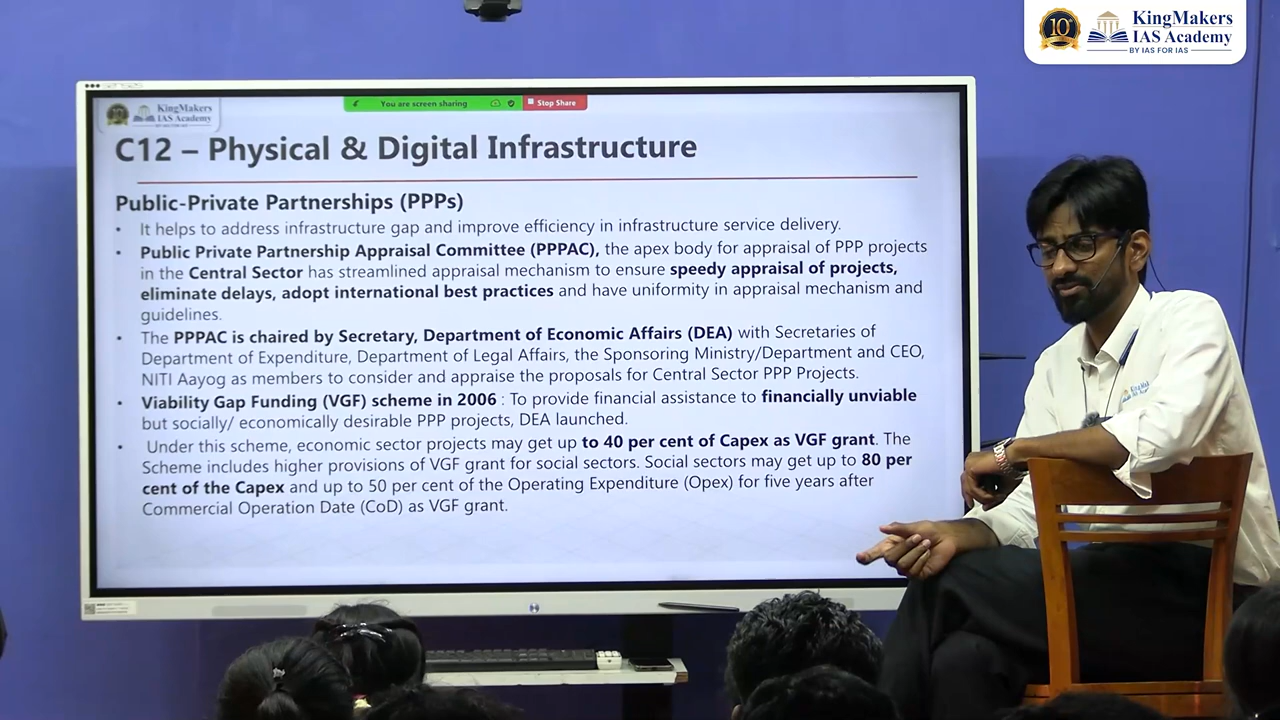 10
KingMakers
IAS Academy
BY IAS FOR IAS
KingMakers
IAS Academy
You are screen sharing
Stop Share
C12 – Physical & Digital Infrastructure
Public-Private Partnerships (PPPs)
• It helps to address infrastructure gap and improve efficiency in infrastructure service delivery.
• Public Private Partnership Appraisal Committee (PPPAC), the apex body for appraisal of PPP projects
in the Central Sector has streamlined appraisal mechanism to ensure speedy appraisal of projects,
eliminate delays, adopt international best practices and have uniformity in appraisal mechanism and
guidelines.
• The PPPAC is chaired by Secretary, Department of Economic Affairs (DEA) with Secretaries of
Department of Expenditure, Department of Legal Affairs, the Sponsoring Ministry/Department and CEO,
NITI Aayog as members to consider and appraise the proposals for Central Sector PPP Projects.
• Viability Gap Funding (VGF) scheme in 2006 : To provide financial assistance to financially unviable
but socially/ economically desirable PPP projects, DEA launched.
• Under this scheme, economic sector projects may get up to 40 per cent of Capex as VGF grant. The
Scheme includes higher provisions of VGF grant for social sectors. Social sectors may get up to 80 per
cent of the Capex and up to 50 per cent of the Operating Expenditure (Opex) for five years after
Commercial Operation Date (CoD) as VGF grant.